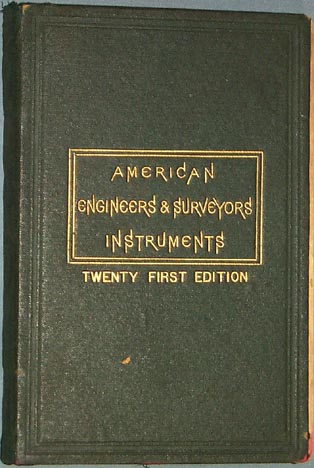 AMERICAN
ENGINEERS & SURVEYORS
INSTRUMENTS
TWENTY FIRST EDITION